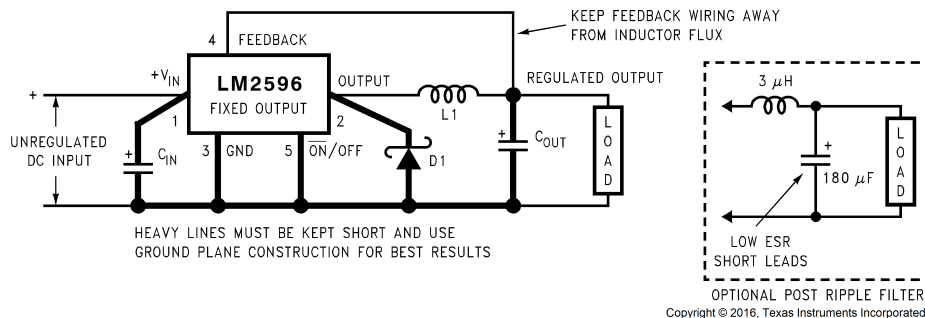 KEEP FEEDBACK WIRING AWAY
FROM INDUCTOR FLUX
4 FEEDBACK
+VIN
LM2596
FIXED OUTPUT
OUTPUT
REGULATED OUTPUT
3 μH
+
1
2
L1
UNREGULATED
DC INPUT
+
CIN
3 GND
5 ON/OFF
D1
+
COUT
LOAD
+
180 μF
LOAD
HEAVY LINES MUST BE KEPT SHORT AND USE
GROUND PLANE CONSTRUCTION FOR BEST RESULTS
LOW ESR
SHORT LEADS
OPTIONAL POST RIPPLE FILTER
Copyright © 2016, Texas Instruments Incorporated